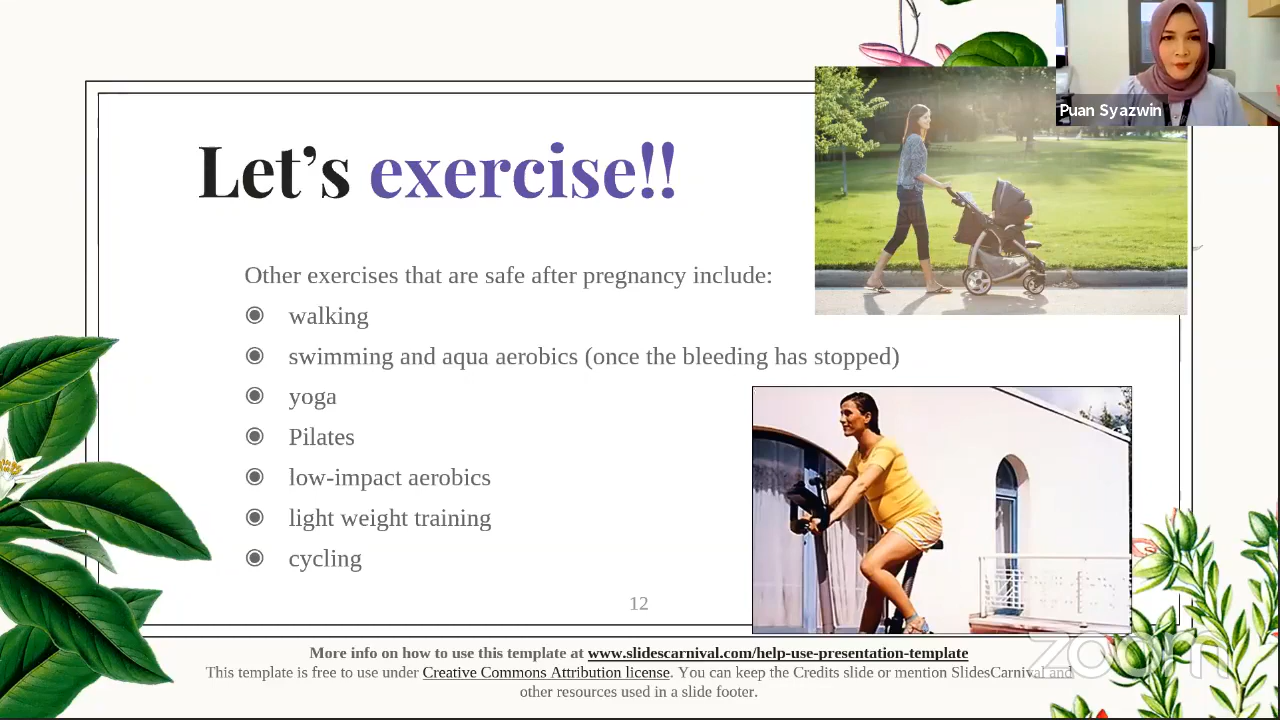 Puan Syazwin
Let's exercise!!
Other exercises that are safe after pregnancy include:
walking
swimming and aqua aerobics (once the bleeding has stopped)
yoga
Pilates
low-impact aerobics
light weight training
cycling
12
More info on how to use this template at www.slidescarnival.com/help-use-presentation-template
This template is free to use under Creative Commons Attribution license. You can keep the Credits slide or mention SlidesCarnival and
other resources used in a slide footer.
zoom